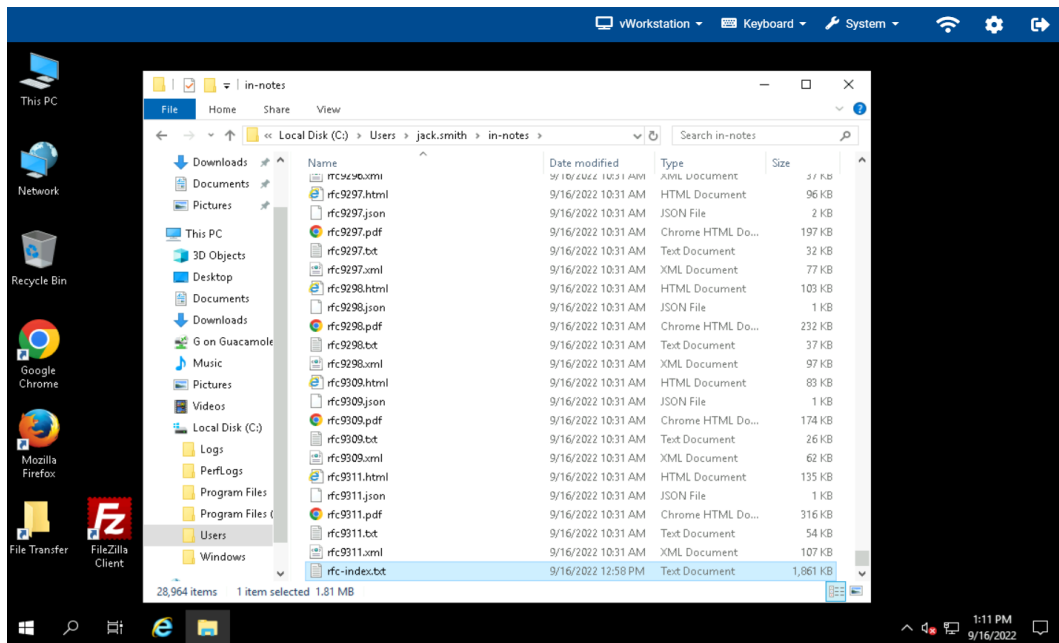 vWorkstation Keyboard System
This PC
Network
Recycle Bin
Google
Chrome
Mozilla
Firefox
File Transfer
FileZilla
Client
in-notes
File Home Share View
« Local Disk (C:) > Users > jack.smith > in-notes > Search in-notes
Downloads
Documents
Pictures
This PC
3D Objects
Desktop
Documents
Downloads
G on Guacamole
Music
Pictures
Videos
Local Disk (C:)
Logs
PerfLogs
Program Files
Program Files (
Users
Windows
Name Date modified Type Size
rfc9296.xml 9/16/2022 10:31 AM XML Document 37 KB
rfc9297.html 9/16/2022 10:31 AM HTML Document 96 KB
rfc9297.json 9/16/2022 10:31 AM JSON File 2 KB
rfc9297.pdf 9/16/2022 10:31 AM Chrome HTML Do... 197 KB
rfc9297.txt 9/16/2022 10:31 AM Text Document 32 KB
rfc9297.xml 9/16/2022 10:31 AM XML Document 77 KB
rfc9298.html 9/16/2022 10:31 AM HTML Document 103 KB
rfc9298.json 9/16/2022 10:31 AM JSON File 1 KB
rfc9298.pdf 9/16/2022 10:31 AM Chrome HTML Do... 232 KB
rfc9298.txt 9/16/2022 10:31 AM Text Document 37 KB
rfc9298.xml 9/16/2022 10:31 AM XML Document 97 KB
rfc9309.html 9/16/2022 10:31 AM HTML Document 83 KB
rfc9309.json 9/16/2022 10:31 AM JSON File 1 KB
rfc9309.pdf 9/16/2022 10:31 AM Chrome HTML Do... 174 KB
rfc9309.txt 9/16/2022 10:31 AM Text Document 26 KB
rfc9309.xml 9/16/2022 10:31 AM XML Document 62 KB
rfc9311.html 9/16/2022 10:31 AM HTML Document 135 KB
rfc9311.json 9/16/2022 10:31 AM JSON File 1 KB
rfc9311.pdf 9/16/2022 10:31 AM Chrome HTML Do... 316 KB
rfc9311.txt 9/16/2022 10:31 AM Text Document 54 KB
rfc9311.xml 9/16/2022 10:31 AM XML Document 107 KB
rfc-index.txt 9/16/2022 12:58 PM Text Document 1,861 KB
28,964 items 1 item selected 1.81 MB
1:11 PM
9/16/2022